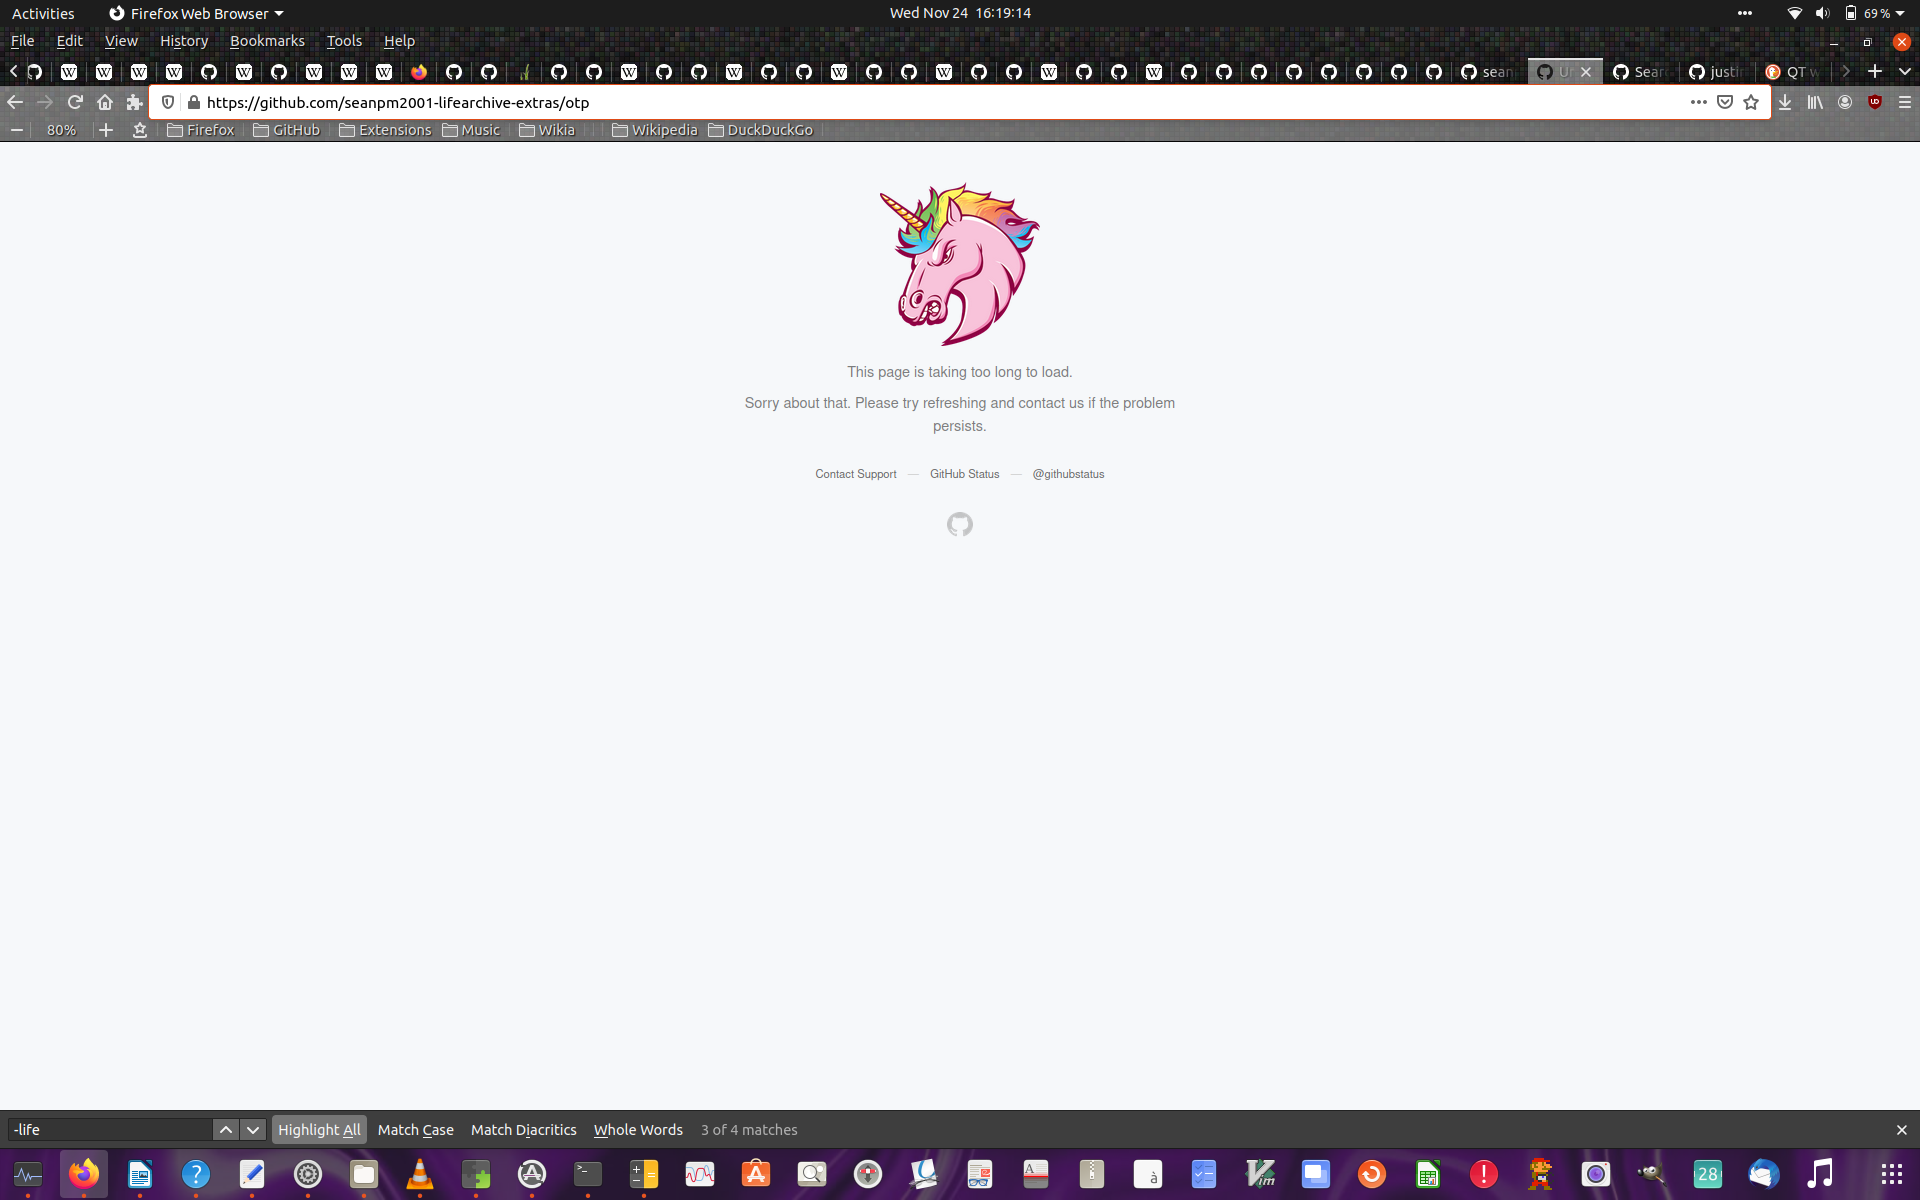 Activities
Firefox Web Browser
Wed Nov 24 16:19:14
69 %
File Edit View History Bookmarks Tools Help
sean
Ur
Sear
justin
QT w
https://github.com/seanpm2001-lifearchive-extras/otp
80%
Firefox
GitHub
Extensions
Music
Wikia
Wikipedia
DuckDuckGo
This page is taking too long to load.
Sorry about that. Please try refreshing and contact us if the problem
persists.
Contact Support — GitHub Status — @githubstatus
-life
Highlight All
Match Case
Match Diacritics
Whole Words
3 of 4 matches
28